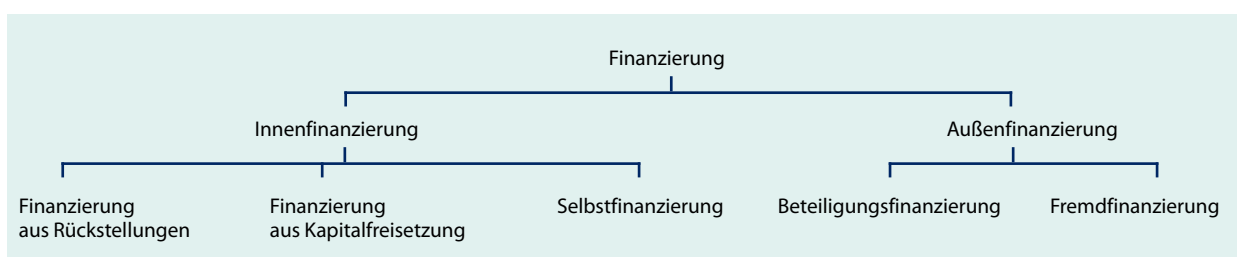 Finanzierung
Innenfinanzierung
Außenfinanzierung
Finanzierung
aus Rückstellungen
Finanzierung
aus Kapitalfreisetzung
Selbstfinanzierung
Beteiligungsfinanzierung
Fremdfinanzierung